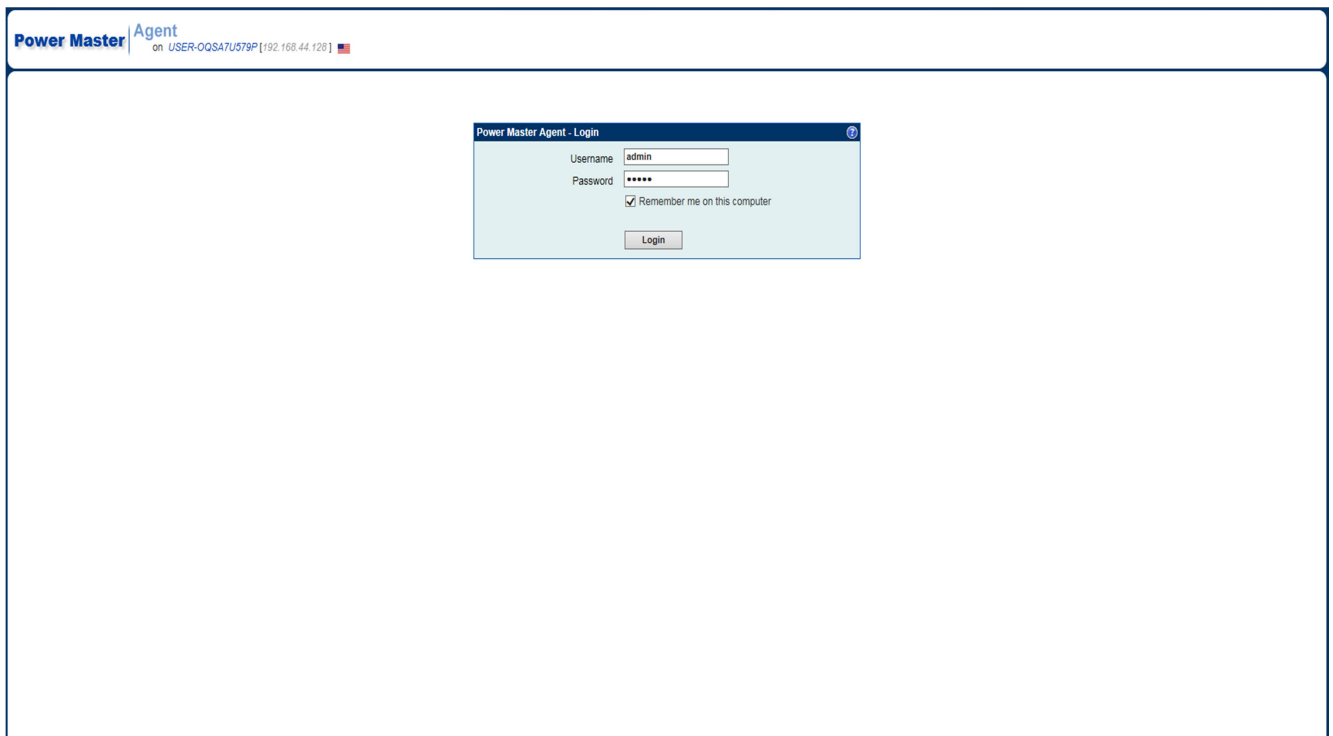 Power Master Agent
on USER-OQSA7U579P [192.168.44.128]
Power Master Agent - Login ?
Username admin
Password •••••
Remember me on this computer
Login